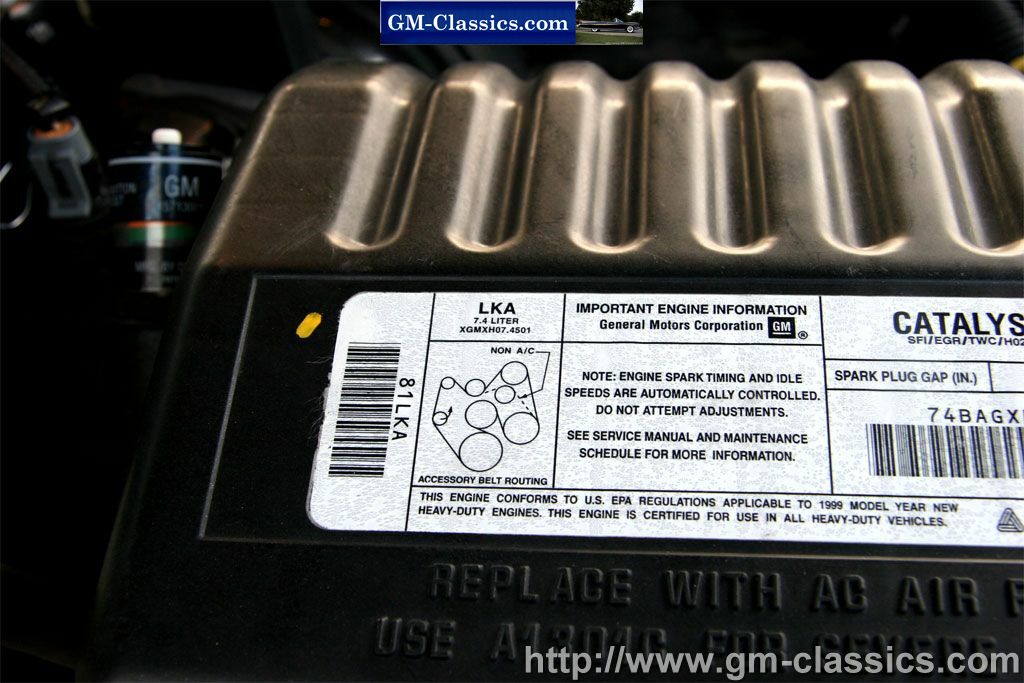 GM-Classics.com
GM
LKA
7.4 LITER
XGMXH07.4501
NON A/C
81LKA
ACCESSORY BELT ROUTING
IMPORTANT ENGINE INFORMATION
General Motors Corporation GM ®
NOTE: ENGINE SPARK TIMING AND IDLE
SPEEDS ARE AUTOMATICALLY CONTROLLED.
DO NOT ATTEMPT ADJUSTMENTS.
SEE SERVICE MANUAL AND MAINTENANCE
SCHEDULE FOR MORE INFORMATION.
CATALYS
SFI/EGR/TWC/HO2
SPARK PLUG GAP (IN.)
74BAGX
THIS ENGINE CONFORMS TO U.S. EPA REGULATIONS APPLICABLE TO 1999 MODEL YEAR NEW
HEAVY-DUTY ENGINES. THIS ENGINE IS CERTIFIED FOR USE IN ALL HEAVY-DUTY VEHICLES.
REPLACE WITH AC AIR F
USE A1301C FOR SEVERE
http://www.gm-classics.com